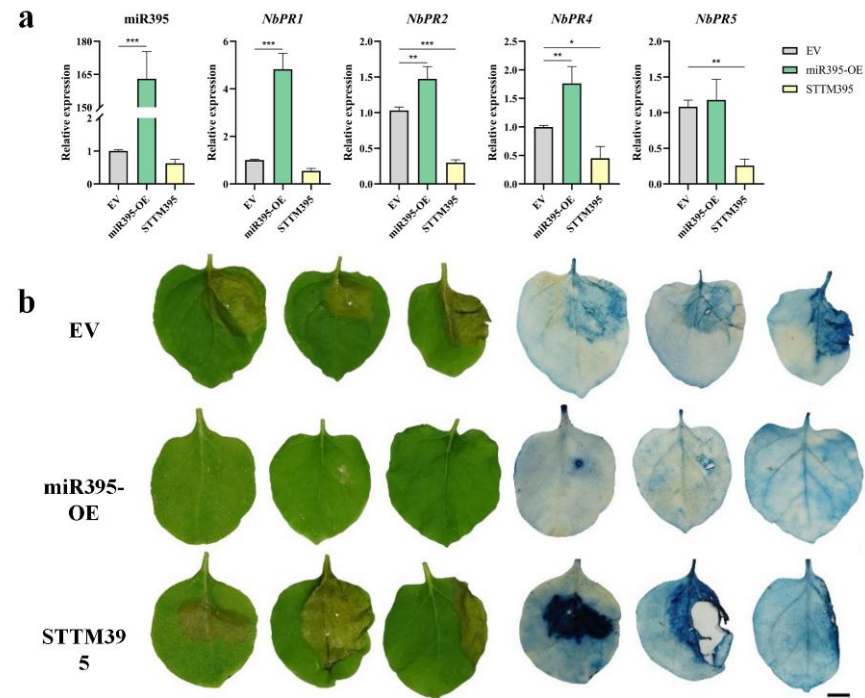 a
miR395
NbPR1
NbPR2
NbPR4
NbPR5
Relative expression
180
165
150
2
1
0
***
EV
miR395-OE
STTM395
Relative expression
6
4
2
0
***
EV
miR395-OE
STTM395
Relative expression
2.0
1.5
1.0
0.5
0.0
***
**
EV
miR395-OE
STTM395
Relative expression
2.0
1.5
1.0
0.5
0.0
*
**
EV
miR395-OE
STTM395
Relative expression
2.0
1.5
1.0
0.5
0.0
**
EV
miR395-OE
STTM395
EV
miR395-OE
STTM395
b
EV
miR395-
OE
STTM39
5